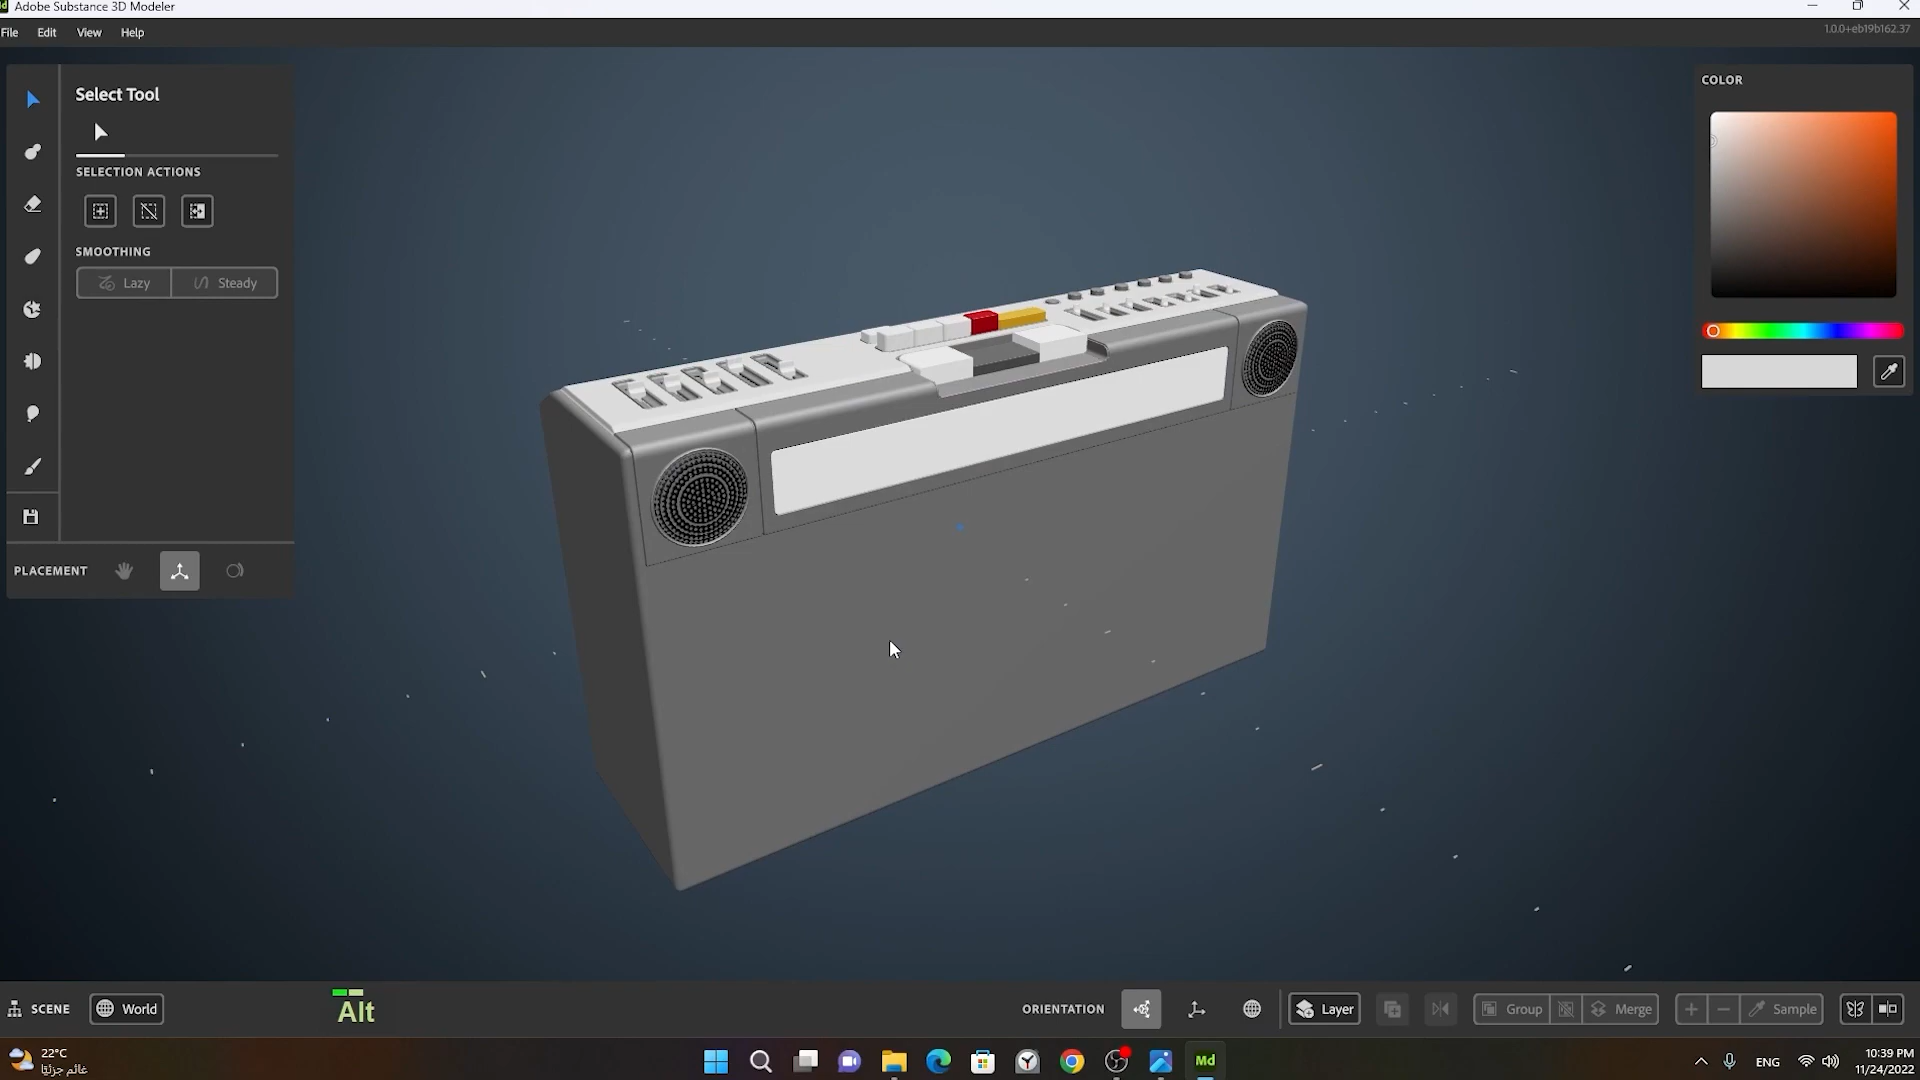 Adobe Substance 3D Modeler
File Edit View Help
1.0.0+eb19b162.37
Select Tool
SELECTION ACTIONS
SMOOTHING
Lazy Steady
PLACEMENT
COLOR
SCENE World
Alt
ORIENTATION
Layer
Group
Merge
Sample
22°C
غائم جزئيًا
Md
ENG
10:39 PM
11/24/2022